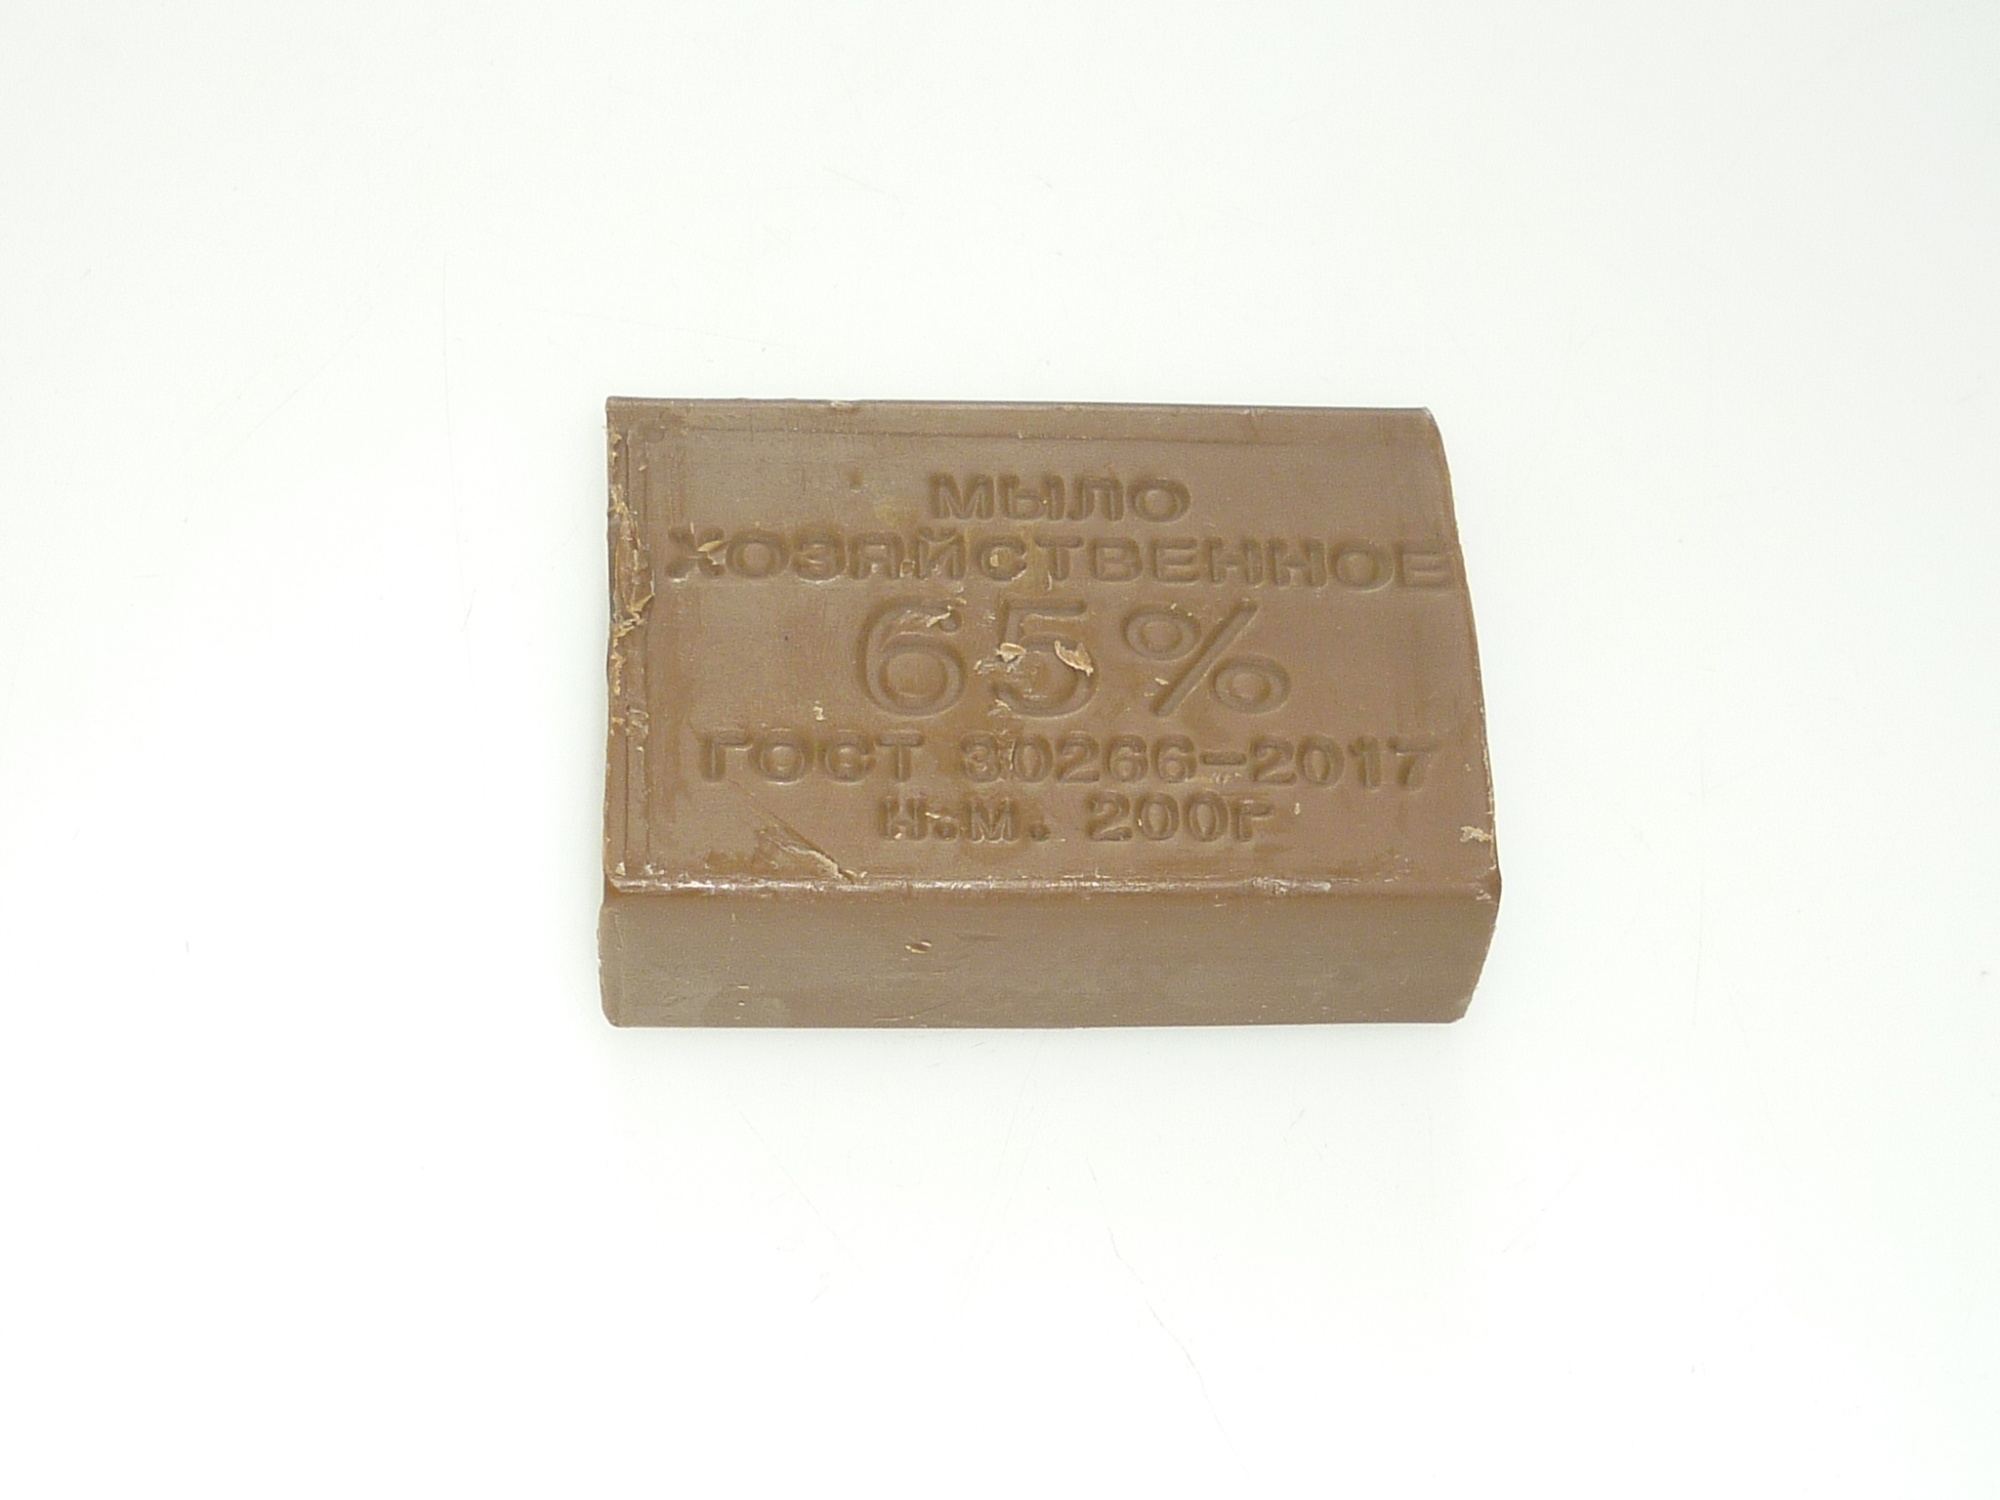 МЫЛО
ХОЗЯЙСТВЕННОЕ
65%
ГОСТ 30266-2017
Н.М. 200Г